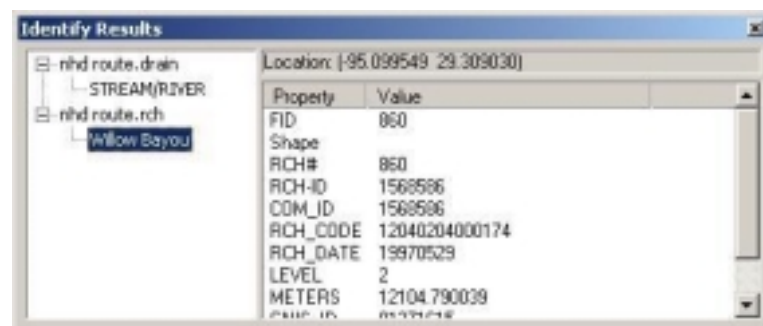 Identify Results
nhd route.drain
STREAM/RIVER
nhd route.rch
Willow Bayou
Location: (-95.099549 29.309030)
Property Value
FID 860
Shape
RCH# 860
RCH-ID 1568586
COM_ID 1568586
RCH_CODE 12040204000174
RCH_DATE 19970529
LEVEL 2
METERS 12104.790039